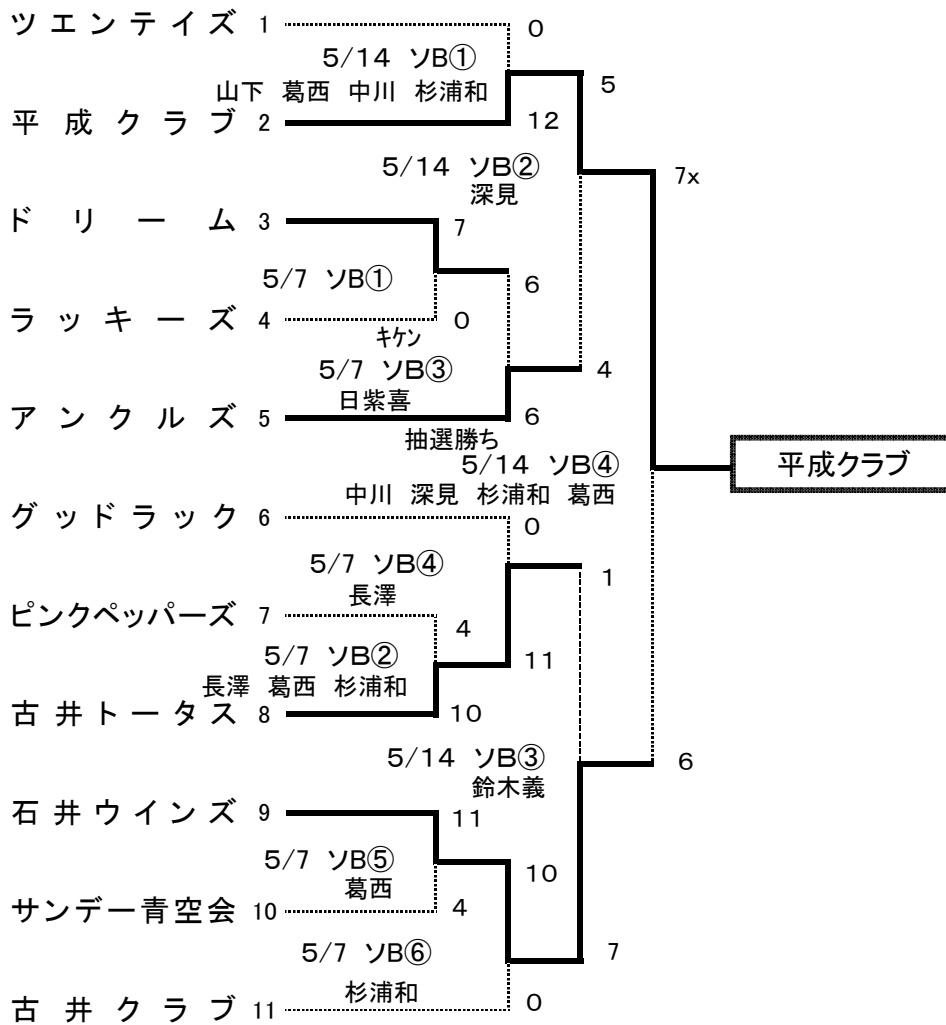 ツエンテイズ 1
0
5/14 ソB①
5
山下 葛西 中川 杉浦和
平成クラブ 2
12
5/14 ソB②
7x
深見
ドリーム 3
7
5/7 ソB①
6
ラッキーズ 4
0
キケン
5/7 ソB③
4
日紫喜
アンクルズ 5
6
抽選勝ち
5/14 ソB④
平成クラブ
中川 深見 杉浦和 葛西
グッドラック 6
0
5/7 ソB④
1
長澤
ピンクペッパーズ 7
4
5/7 ソB②
11
長澤 葛西 杉浦和
古井トータス 8
10
5/14 ソB③
6
鈴木義
石井ウインズ 9
11
5/7 ソB⑤
10
葛西
サンデー青空会 10
4
5/7 ソB⑥
7
杉浦和
古井クラブ 11
0